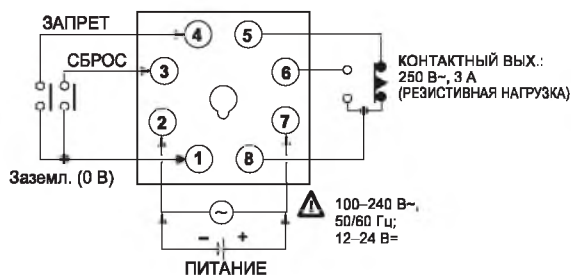 ЗАПРЕТ
СБРОС
4
5
3
6
2
7
1
8
КОНТАКТНЫЙ ВЫХ.:
250 В~, 3 А
(РЕЗИСТИВНАЯ НАГРУЗКА)
Заземл. (0 В)
~
100–240 В~,
50/60 Гц;
12–24 В=
– +
ПИТАНИЕ